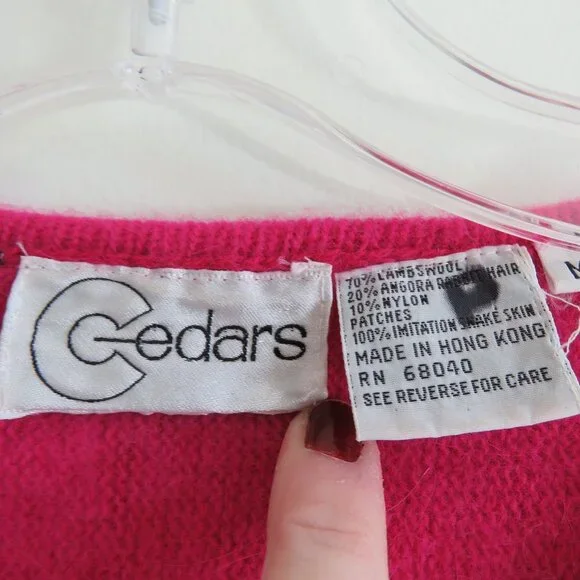 Cedars
70% LAMBSWOOL
20% ANGORA RABBIT HAIR
10% NYLON
PATCHES
100% IMITATION SNAKE SKIN
MADE IN HONG KONG
RN 68040
SEE REVERSE FOR CARE
M